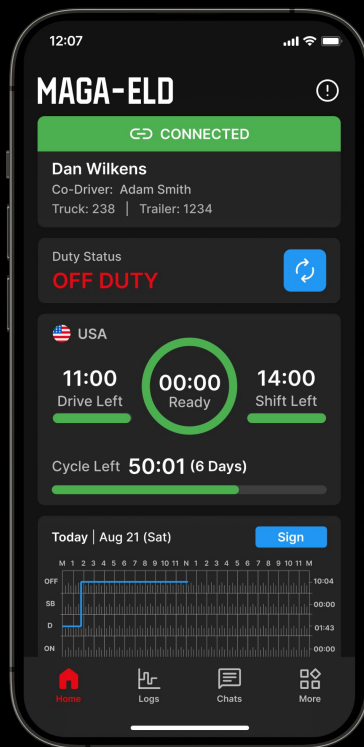 12:07
MAGA-ELD
CONNECTED
Dan Wilkens
Co-Driver: Adam Smith
Truck: 238 | Trailer: 1234
Duty Status
OFF DUTY
USA
11:00
Drive Left
00:00
Ready
14:00
Shift Left
Cycle Left 50:01 (6 Days)
Today | Aug 21 (Sat)
Sign
M 1 2 3 4 5 6 7 8 9 10 11 N 1 2 3 4 5 6 7 8 9 10 11 M
OFF 10:04
SB 00:00
D 01:43
ON 00:00
Home
Logs
Chats
More